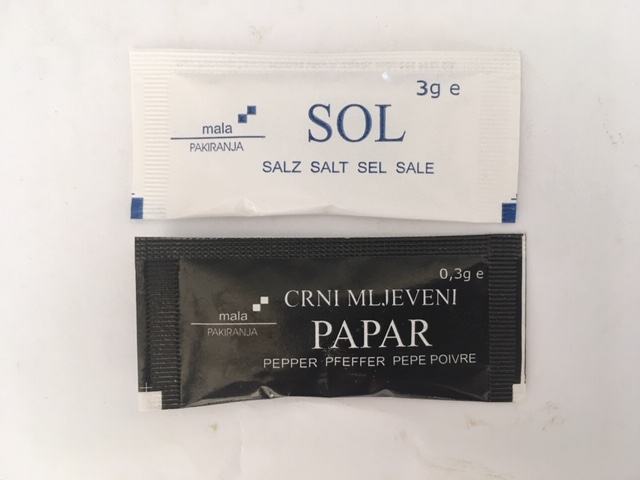 3g e
mala
SOL
PAKIRANJA
SALZ SALT SEL SALE
0,3g e
CRNI MLJEVENI
mala
PAPAR
PAKIRANJA
PEPPER PFEFFER PEPE POIVRE